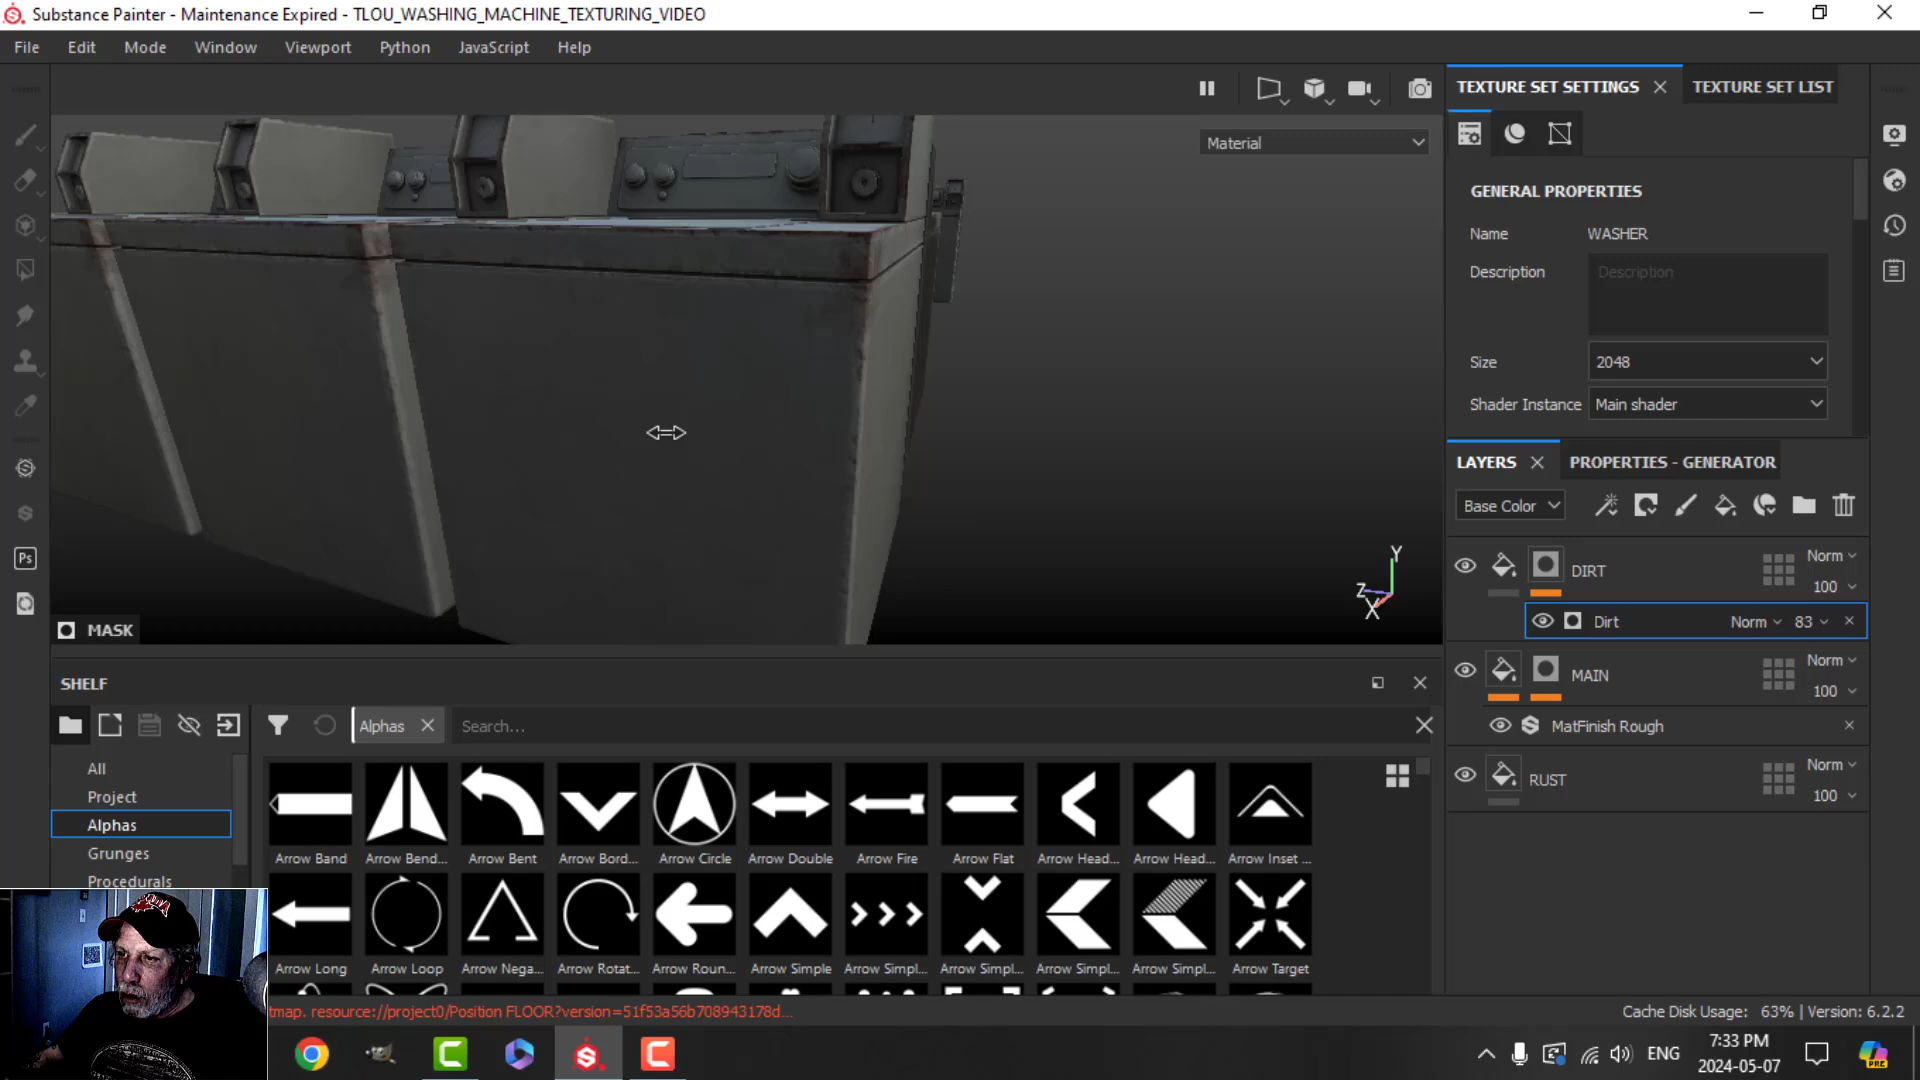 Substance Painter - Maintenance Expired - TLOU_WASHING_MACHINE_TEXTURING_VIDEO
File Edit Mode Window Viewport Python JavaScript Help
TEXTURE SET SETTINGS TEXTURE SET LIST
Material
GENERAL PROPERTIES
Name WASHER
Description Description
Size 2048
Shader Instance Main shader
LAYERS PROPERTIES - GENERATOR
Base Color
DIRT Norm
100
Dirt Norm 83
MAIN Norm
100
MatFinish Rough
RUST Norm
100
Y
Z
X
MASK
SHELF
Alphas Search...
All
Project
Alphas
Grunges
Procedurals
Arrow Band Arrow Bend... Arrow Bent Arrow Bord... Arrow Circle Arrow Double Arrow Fire Arrow Flat Arrow Head... Arrow Head... Arrow Inset ...
Arrow Long Arrow Loop Arrow Nega... Arrow Rotat... Arrow Roun... Arrow Simple Arrow Simpl... Arrow Simpl... Arrow Simpl... Arrow Simpl... Arrow Target
tmap. resource://project0/Position FLOOR?version=51f53a56b708943178d...
Cache Disk Usage: 63% | Version: 6.2.2
Ps
ENG
7:33 PM
2024-05-07
PRE